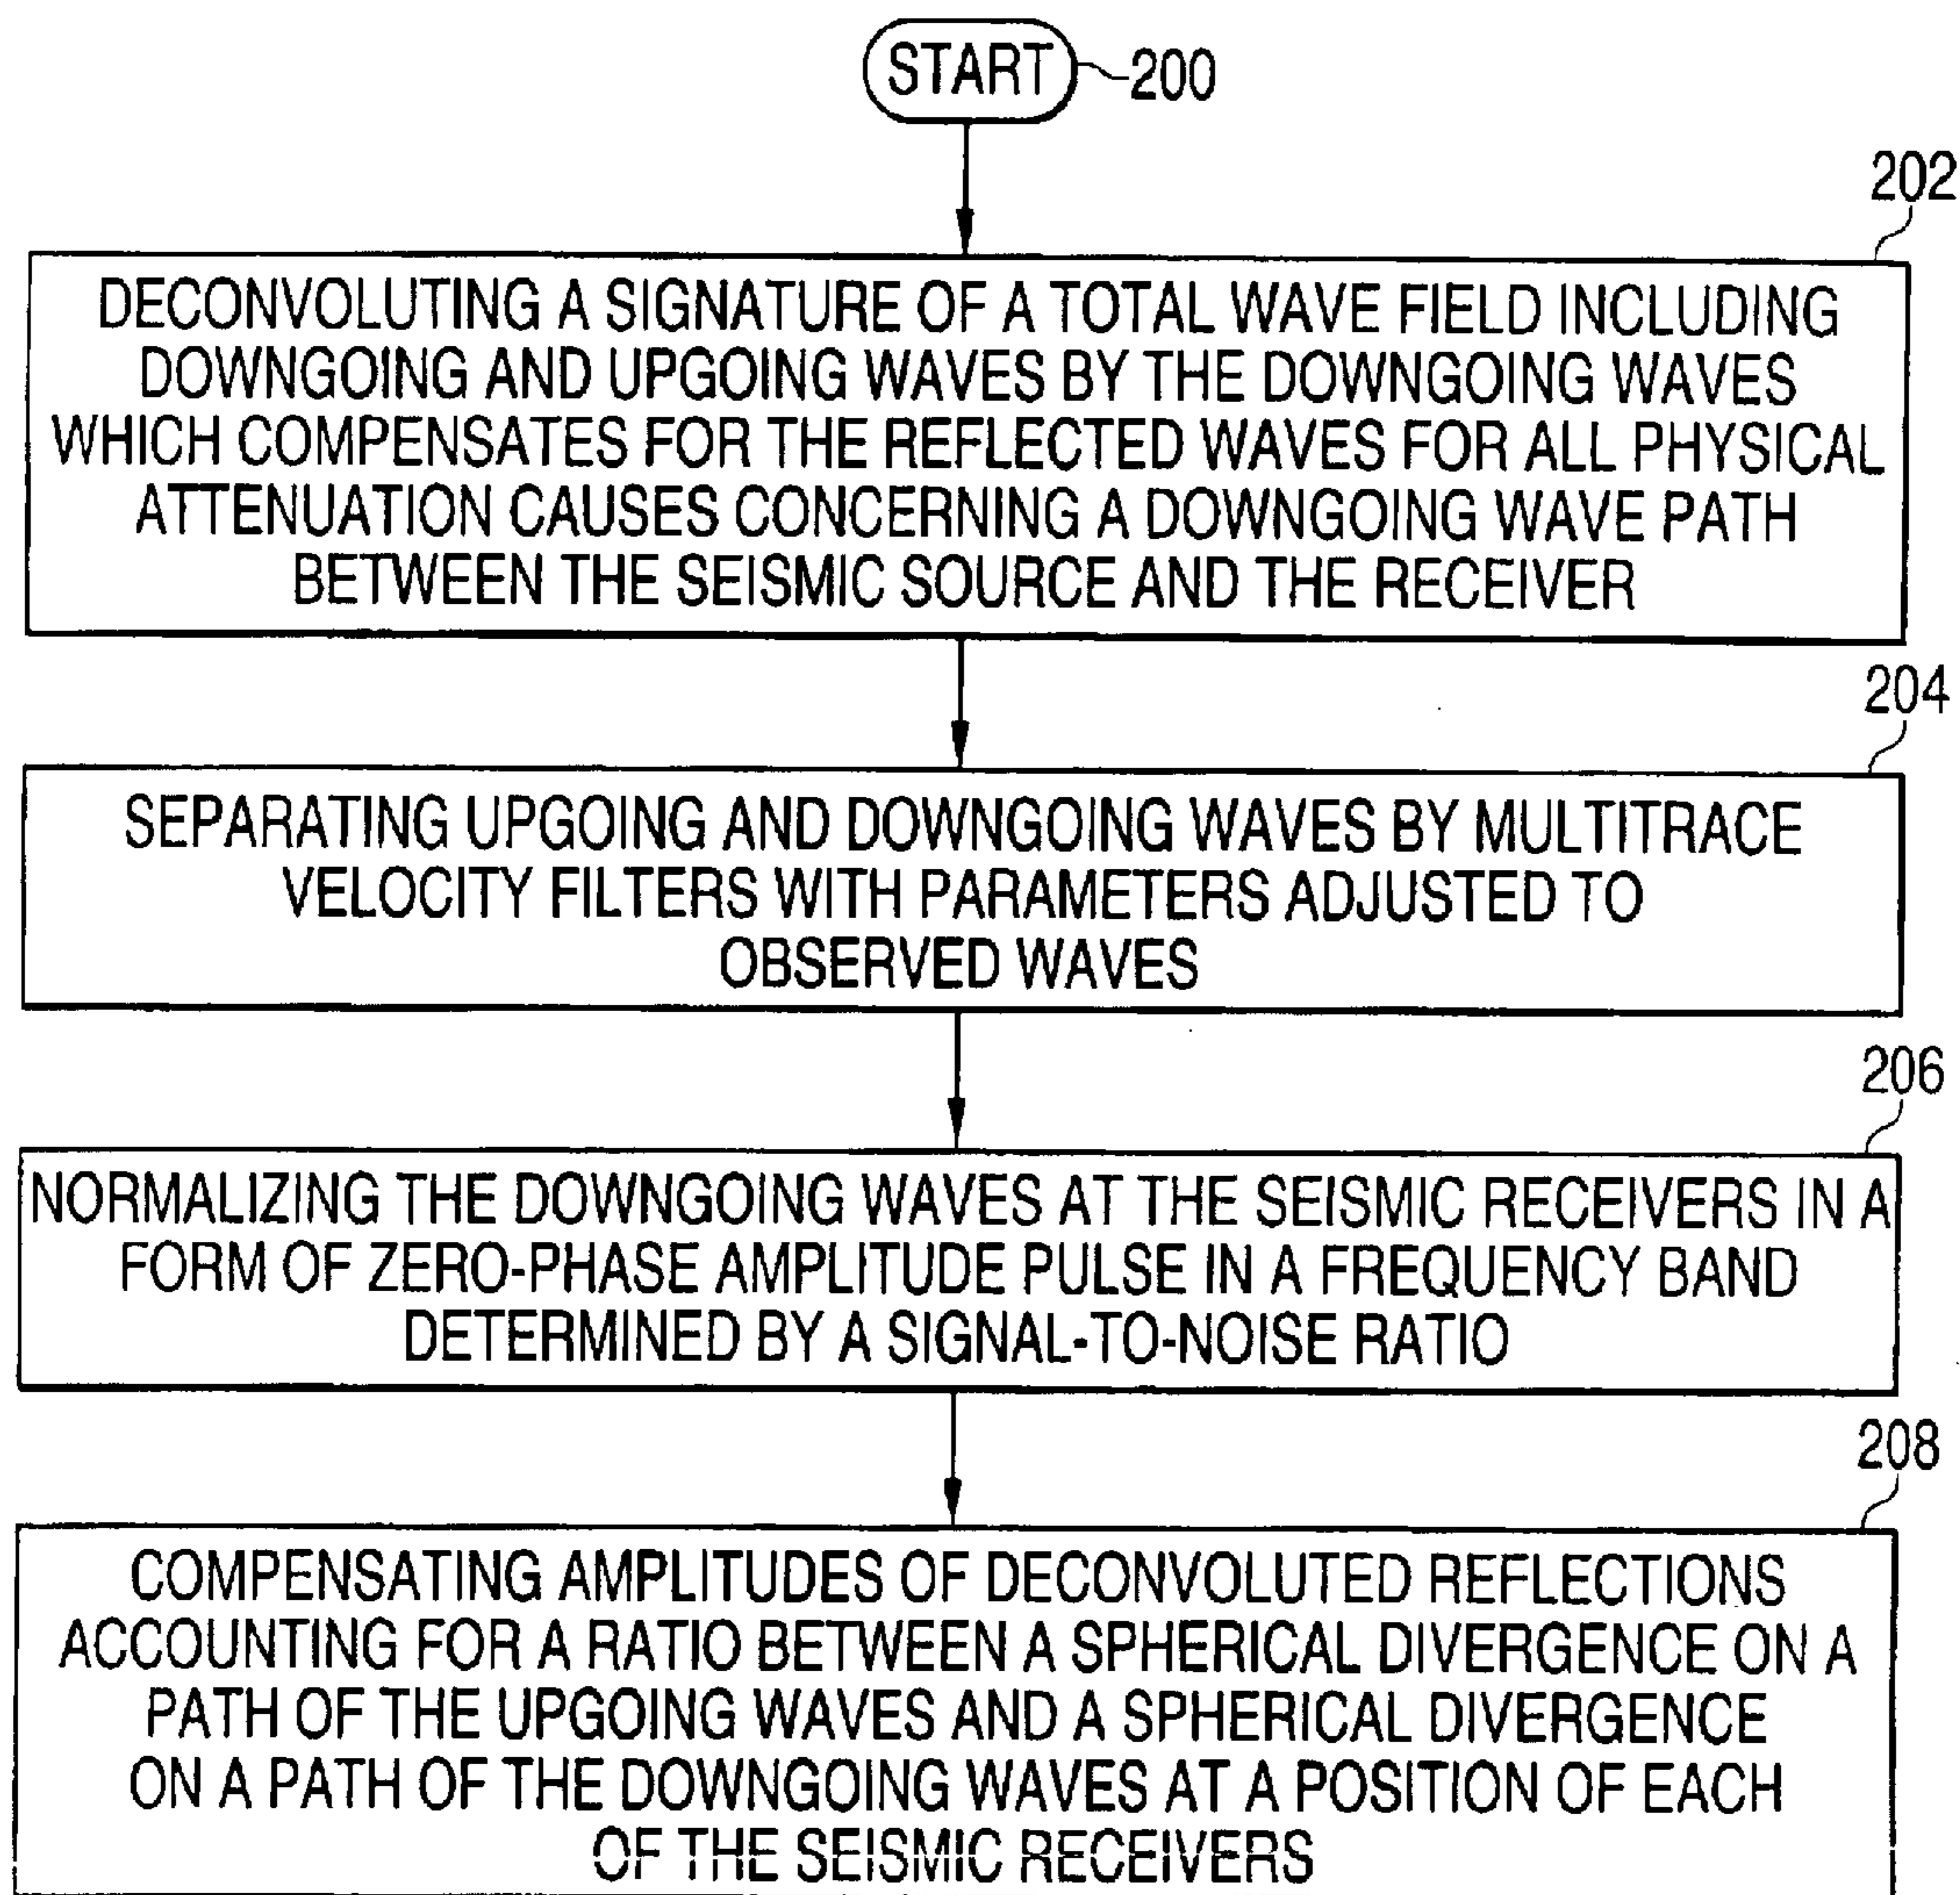 START
200
202
DECONVOLUTING A SIGNATURE OF A TOTAL WAVE FIELD INCLUDING
DOWNGOING AND UPGOING WAVES BY THE DOWNGOING WAVES
WHICH COMPENSATES FOR THE REFLECTED WAVES FOR ALL PHYSICAL
ATTENUATION CAUSES CONCERNING A DOWNGOING WAVE PATH
BETWEEN THE SEISMIC SOURCE AND THE RECEIVER
204
SEPARATING UPGOING AND DOWNGOING WAVES BY MULTITRACE
VELOCITY FILTERS WITH PARAMETERS ADJUSTED TO
OBSERVED WAVES
206
NORMALIZING THE DOWNGOING WAVES AT THE SEISMIC RECEIVERS IN A
FORM OF ZERO-PHASE AMPLITUDE PULSE IN A FREQUENCY BAND
DETERMINED BY A SIGNAL-TO-NOISE RATIO
208
COMPENSATING AMPLITUDES OF DECONVOLUTED REFLECTIONS
ACCOUNTING FOR A RATIO BETWEEN A SPHERICAL DIVERGENCE ON A
PATH OF THE UPGOING WAVES AND A SPHERICAL DIVERGENCE
ON A PATH OF THE DOWNGOING WAVES AT A POSITION OF EACH
OF THE SEISMIC RECEIVERS